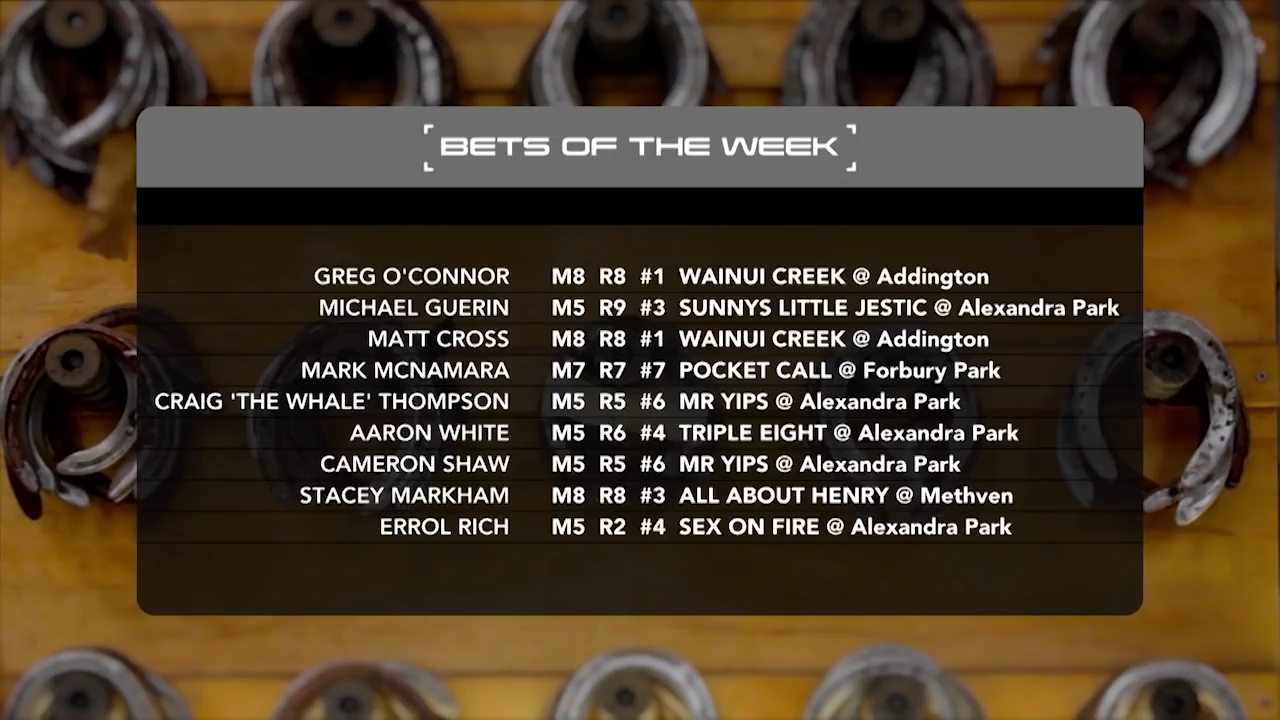 BETS OF THE WEEK
GREG O'CONNOR M8 R8 #1 WAINUI CREEK @ Addington
MICHAEL GUERIN M5 R9 #3 SUNNYS LITTLE JESTIC @ Alexandra Park
MATT CROSS M8 R8 #1 WAINUI CREEK @ Addington
MARK MCNAMARA M7 R7 #7 POCKET CALL @ Forbury Park
CRAIG 'THE WHALE' THOMPSON M5 R5 #6 MR YIPS @ Alexandra Park
AARON WHITE M5 R6 #4 TRIPLE EIGHT @ Alexandra Park
CAMERON SHAW M5 R5 #6 MR YIPS @ Alexandra Park
STACEY MARKHAM M8 R8 #3 ALL ABOUT HENRY @ Methven
ERROL RICH M5 R2 #4 SEX ON FIRE @ Alexandra Park